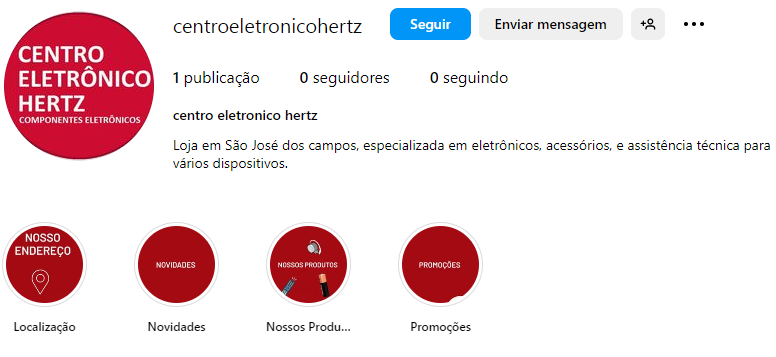 CENTRO
ELETRÔNICO
HERTZ
COMPONENTES ELETRÔNICOS
centroeletronicohertz
Seguir
Enviar mensagem
1 publicação
0 seguidores
0 seguindo
centro eletronico hertz
Loja em São José dos campos, especializada em eletrônicos, acessórios, e assistência técnica para
vários dispositivos.
NOSSO
ENDEREÇO
NOVIDADES
NOSSOS PRODUTOS
PROMOÇÕES
Localização
Novidades
Nossos Produ...
Promoções